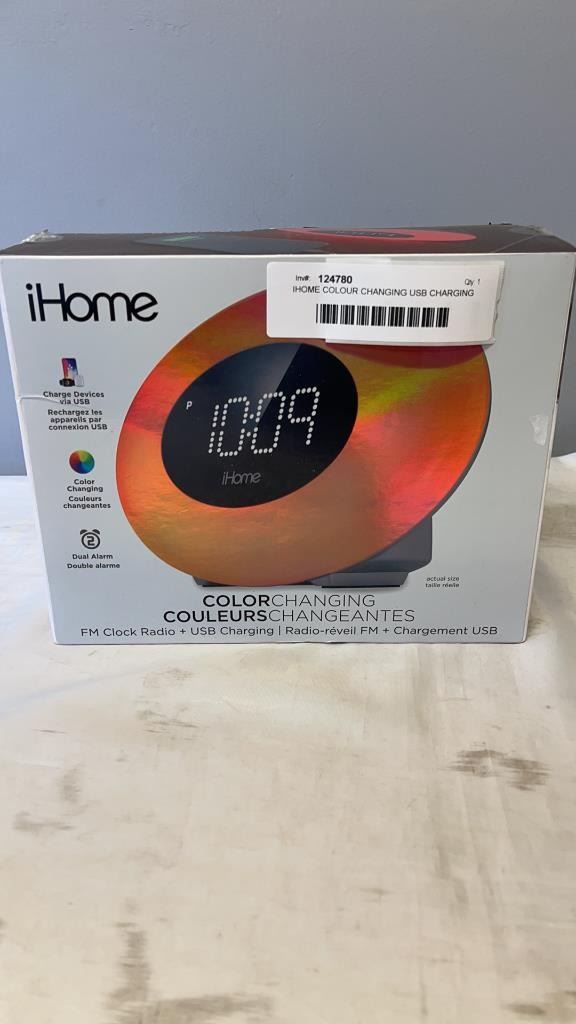 iHome
Inv#: 124780 Qty 1
IHOME COLOUR CHANGING USB CHARGING
Charge Devices
via USB
Rechargez les
appareils par
connexion USB
Color
Changing
Couleurs
changeantes
2
Dual Alarm
Double alarme
P
10:09
iHome
actual size
taille réelle
COLORCHANGING
COULEURSCHANGEANTES
FM Clock Radio + USB Charging | Radio-réveil FM + Chargement USB